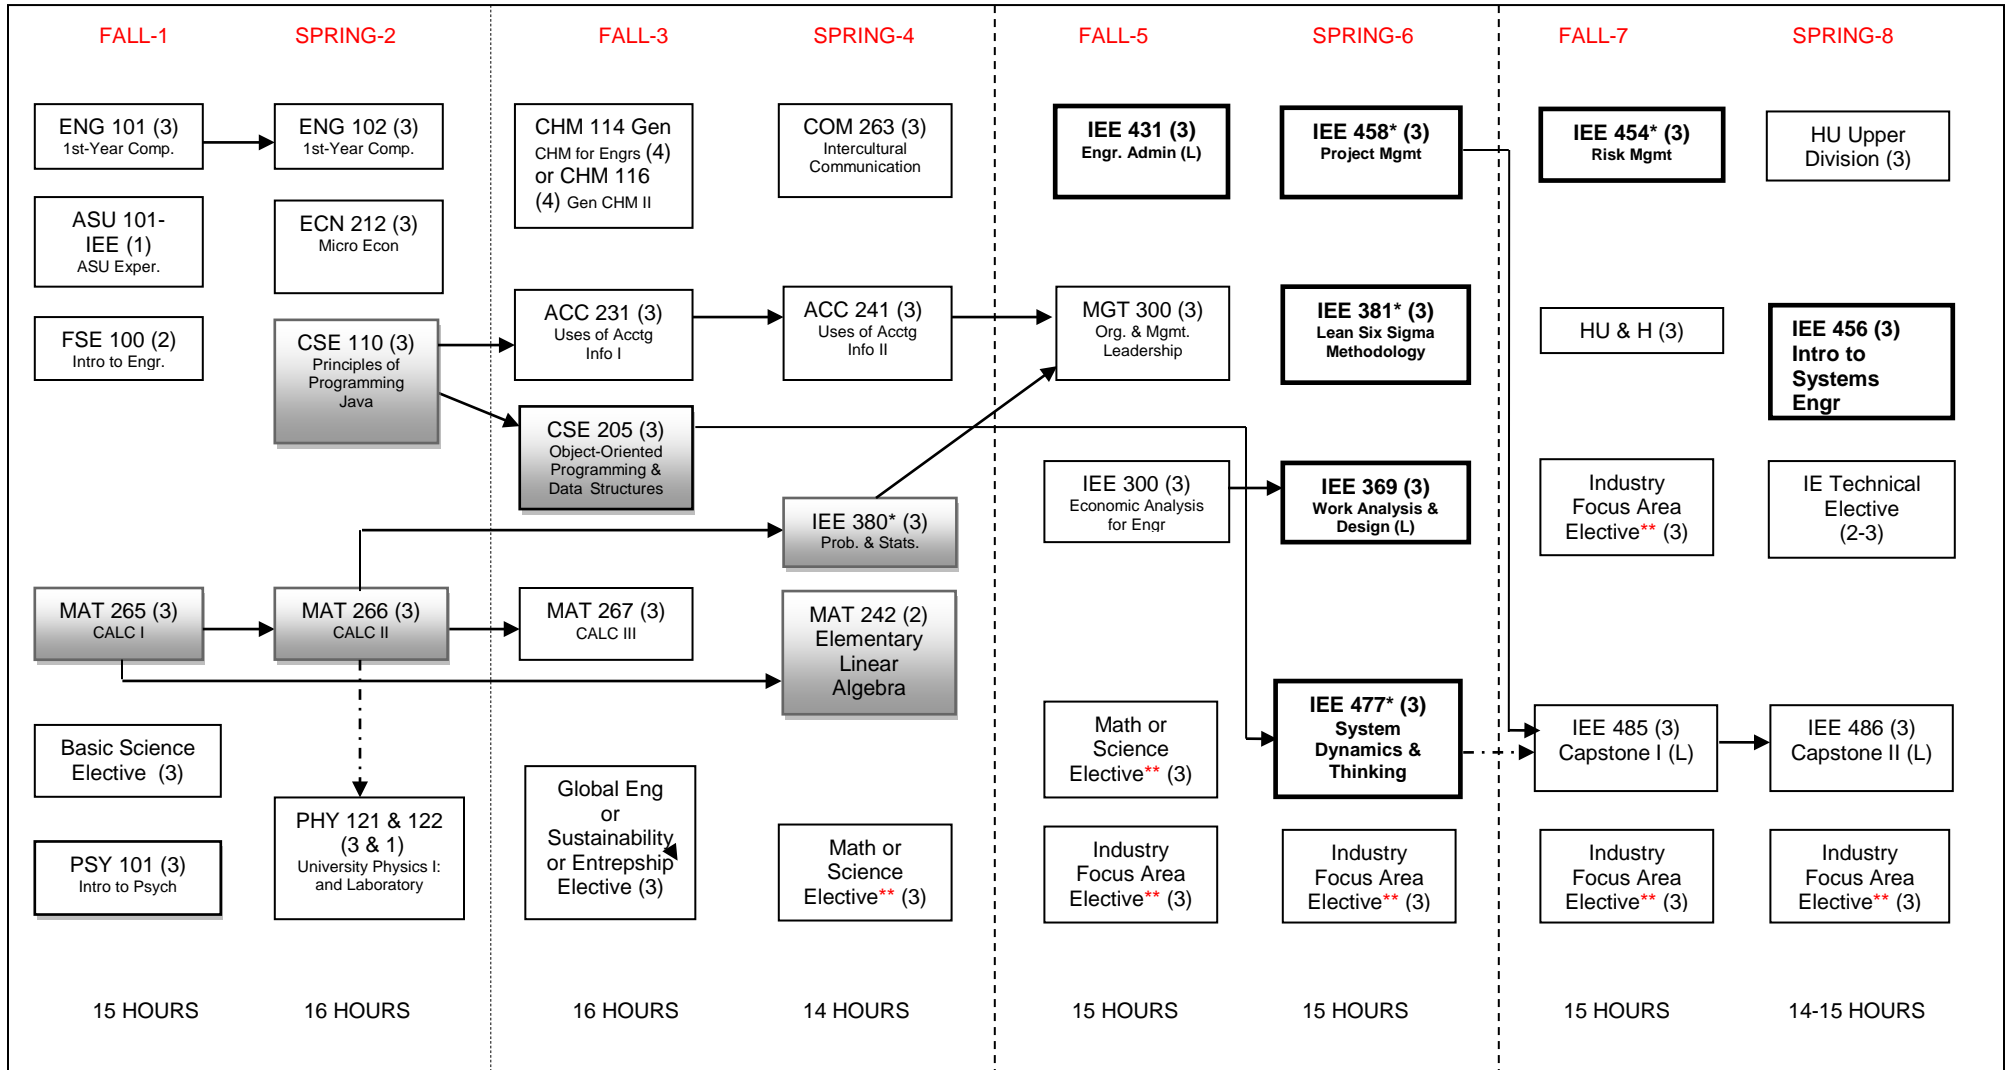 FALL-1
SPRING-2
FALL-3
SPRING-4
FALL-5
SPRING-6
FALL-7
SPRING-8
ENG 101 (3)
1st-Year Comp.
ASU 101-
IEE (1)
ASU Exper.
FSE 100 (2)
Intro to Engr.
MAT 265 (3)
CALC I
Basic Science
Elective (3)
PSY 101 (3)
Intro to Psych
15 HOURS
ENG 102 (3)
1st-Year Comp.
ECN 212 (3)
Micro Econ
CSE 110 (3)
Principles of
Programming
Java
MAT 266 (3)
CALC II
PHY 121 & 122
(3 & 1)
University Physics I:
and Laboratory
16 HOURS
CHM 114 Gen
CHM for Engrs (4)
or CHM 116
(4) Gen CHM II
ACC 231 (3)
Uses of Acctg
Info I
CSE 205 (3)
Object-Oriented
Programming &
Data Structures
MAT 267 (3)
CALC III
Global Eng
or
Sustainability
or Entrepship
Elective (3)
16 HOURS
COM 263 (3)
Intercultural
Communication
ACC 241 (3)
Uses of Acctg
Info II
IEE 380* (3)
Prob. & Stats.
MAT 242 (2)
Elementary
Linear
Algebra
Math or
Science
Elective** (3)
14 HOURS
IEE 431 (3)
Engr. Admin (L)
MGT 300 (3)
Org. & Mgmt.
Leadership
IEE 300 (3)
Economic Analysis
for Engr
Math or
Science
Elective** (3)
Industry
Focus Area
Elective** (3)
15 HOURS
IEE 458* (3)
Project Mgmt
IEE 381* (3)
Lean Six Sigma
Methodology
IEE 369 (3)
Work Analysis &
Design (L)
IEE 477* (3)
System
Dynamics &
Thinking
Industry
Focus Area
Elective** (3)
15 HOURS
IEE 454* (3)
Risk Mgmt
HU & H (3)
Industry
Focus Area
Elective** (3)
IEE 485 (3)
Capstone I (L)
Industry
Focus Area
Elective** (3)
15 HOURS
HU Upper
Division (3)
IEE 456 (3)
Intro to
Systems
Engr
IE Technical
Elective
(2-3)
IEE 486 (3)
Capstone II (L)
Industry
Focus Area
Elective** (3)
14-15 HOURS